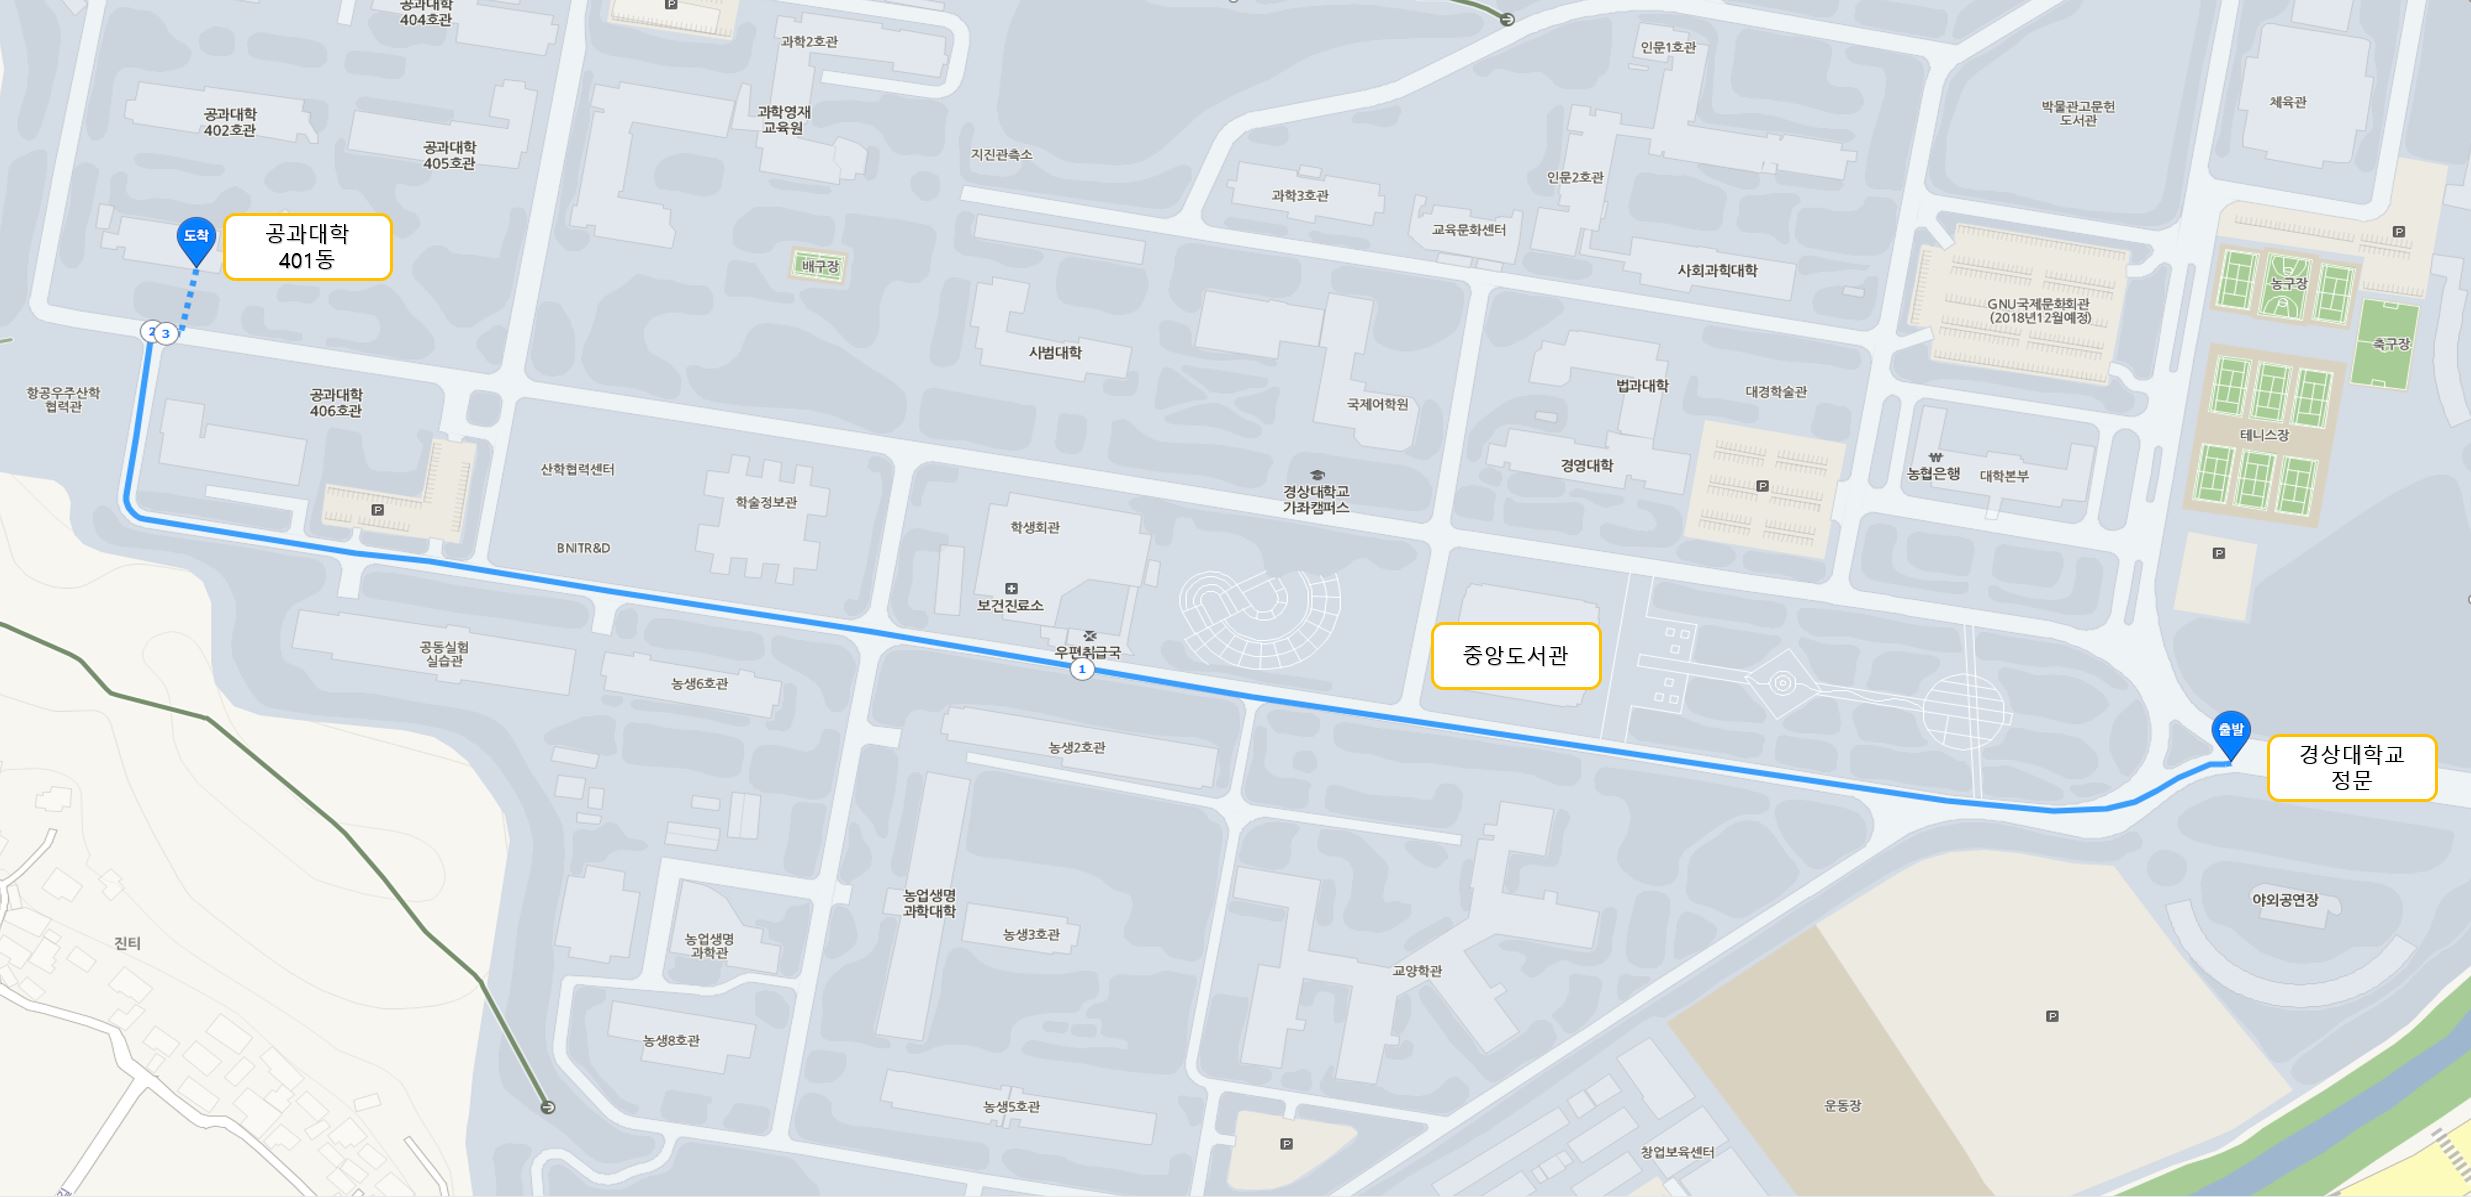 공과대학
404호관
P
과학2호관
인문1호관
공과대학
402호관
공과대학
405호관
과학영재
교육원
지진관측소
인문2호관
과학3호관
교육문화센터
사회과학대학
박물관고문헌
도서관
체육관
P
도착
공과대학
401동
배구장
GNU국제문화회관
(2018년12월예정)
농구장
축구장
2
3
사범대학
국제어학원
법과대학
대경학술관
항공우주산학
협력관
공과대학
406호관
P
산학협력센터
학술정보관
BNITR&D
학생회관
보건진료소
우편취급국
1
경상대학교
가좌캠퍼스
경영대학
P
농협은행
대학본부
테니스장
P
중앙도서관
출발
경상대학교
정문
공동실험
실습관
농생6호관
농생2호관
농업생명
과학대학
농생3호관
농업생명
과학관
농생8호관
농생5호관
교양학관
야외공연장
P
운동장
창업보육센터
P
진티